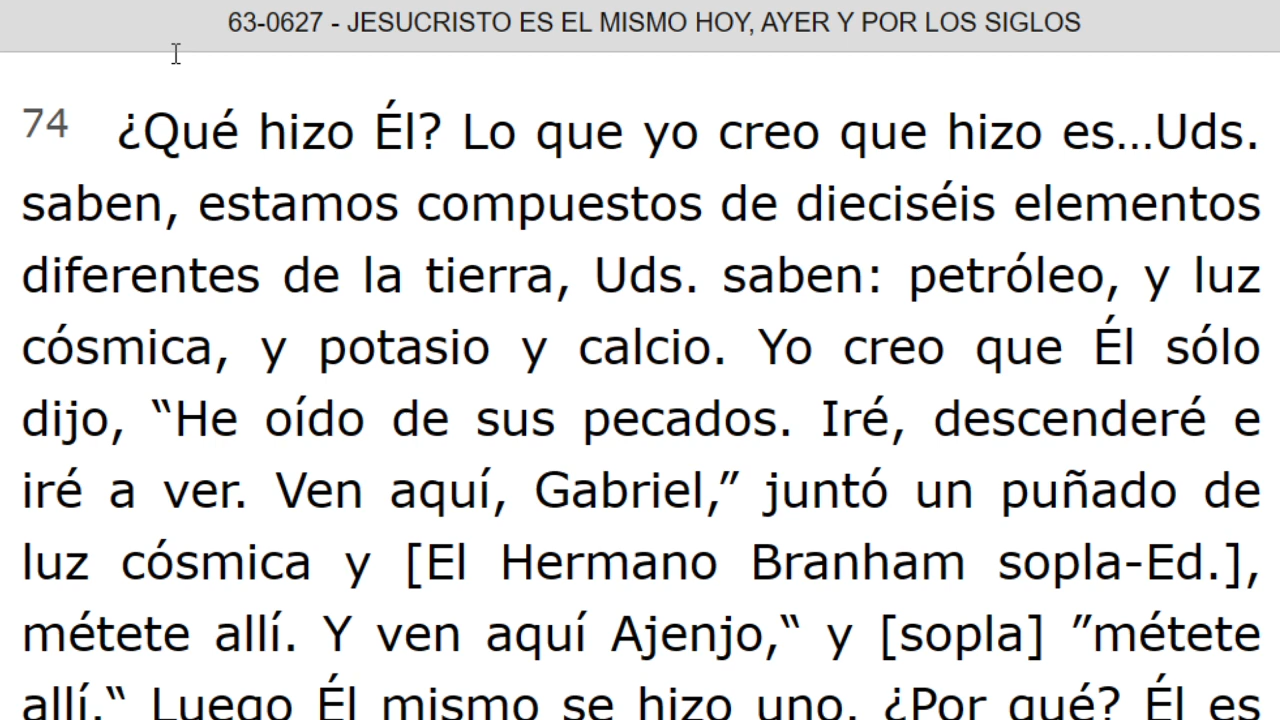 63-0627 - JESUCRISTO ES EL MISMO HOY, AYER Y POR LOS SIGLOS
74 ¿Qué hizo Él? Lo que yo creo que hizo es...Uds.
saben, estamos compuestos de dieciséis elementos
diferentes de la tierra, Uds. saben: petróleo, y luz
cósmica, y potasio y calcio. Yo creo que Él sólo
dijo, “He oído de sus pecados. Iré, descenderé e
iré a ver. Ven aquí, Gabriel,” juntó un puñado de
luz cósmica y [El Hermano Branham sopla-Ed.],
métete allí. Y ven aquí Ajenjo,“ y [sopla] ”métete
allí.“ Luego Él mismo se hizo uno. ¿Por qué? Él es